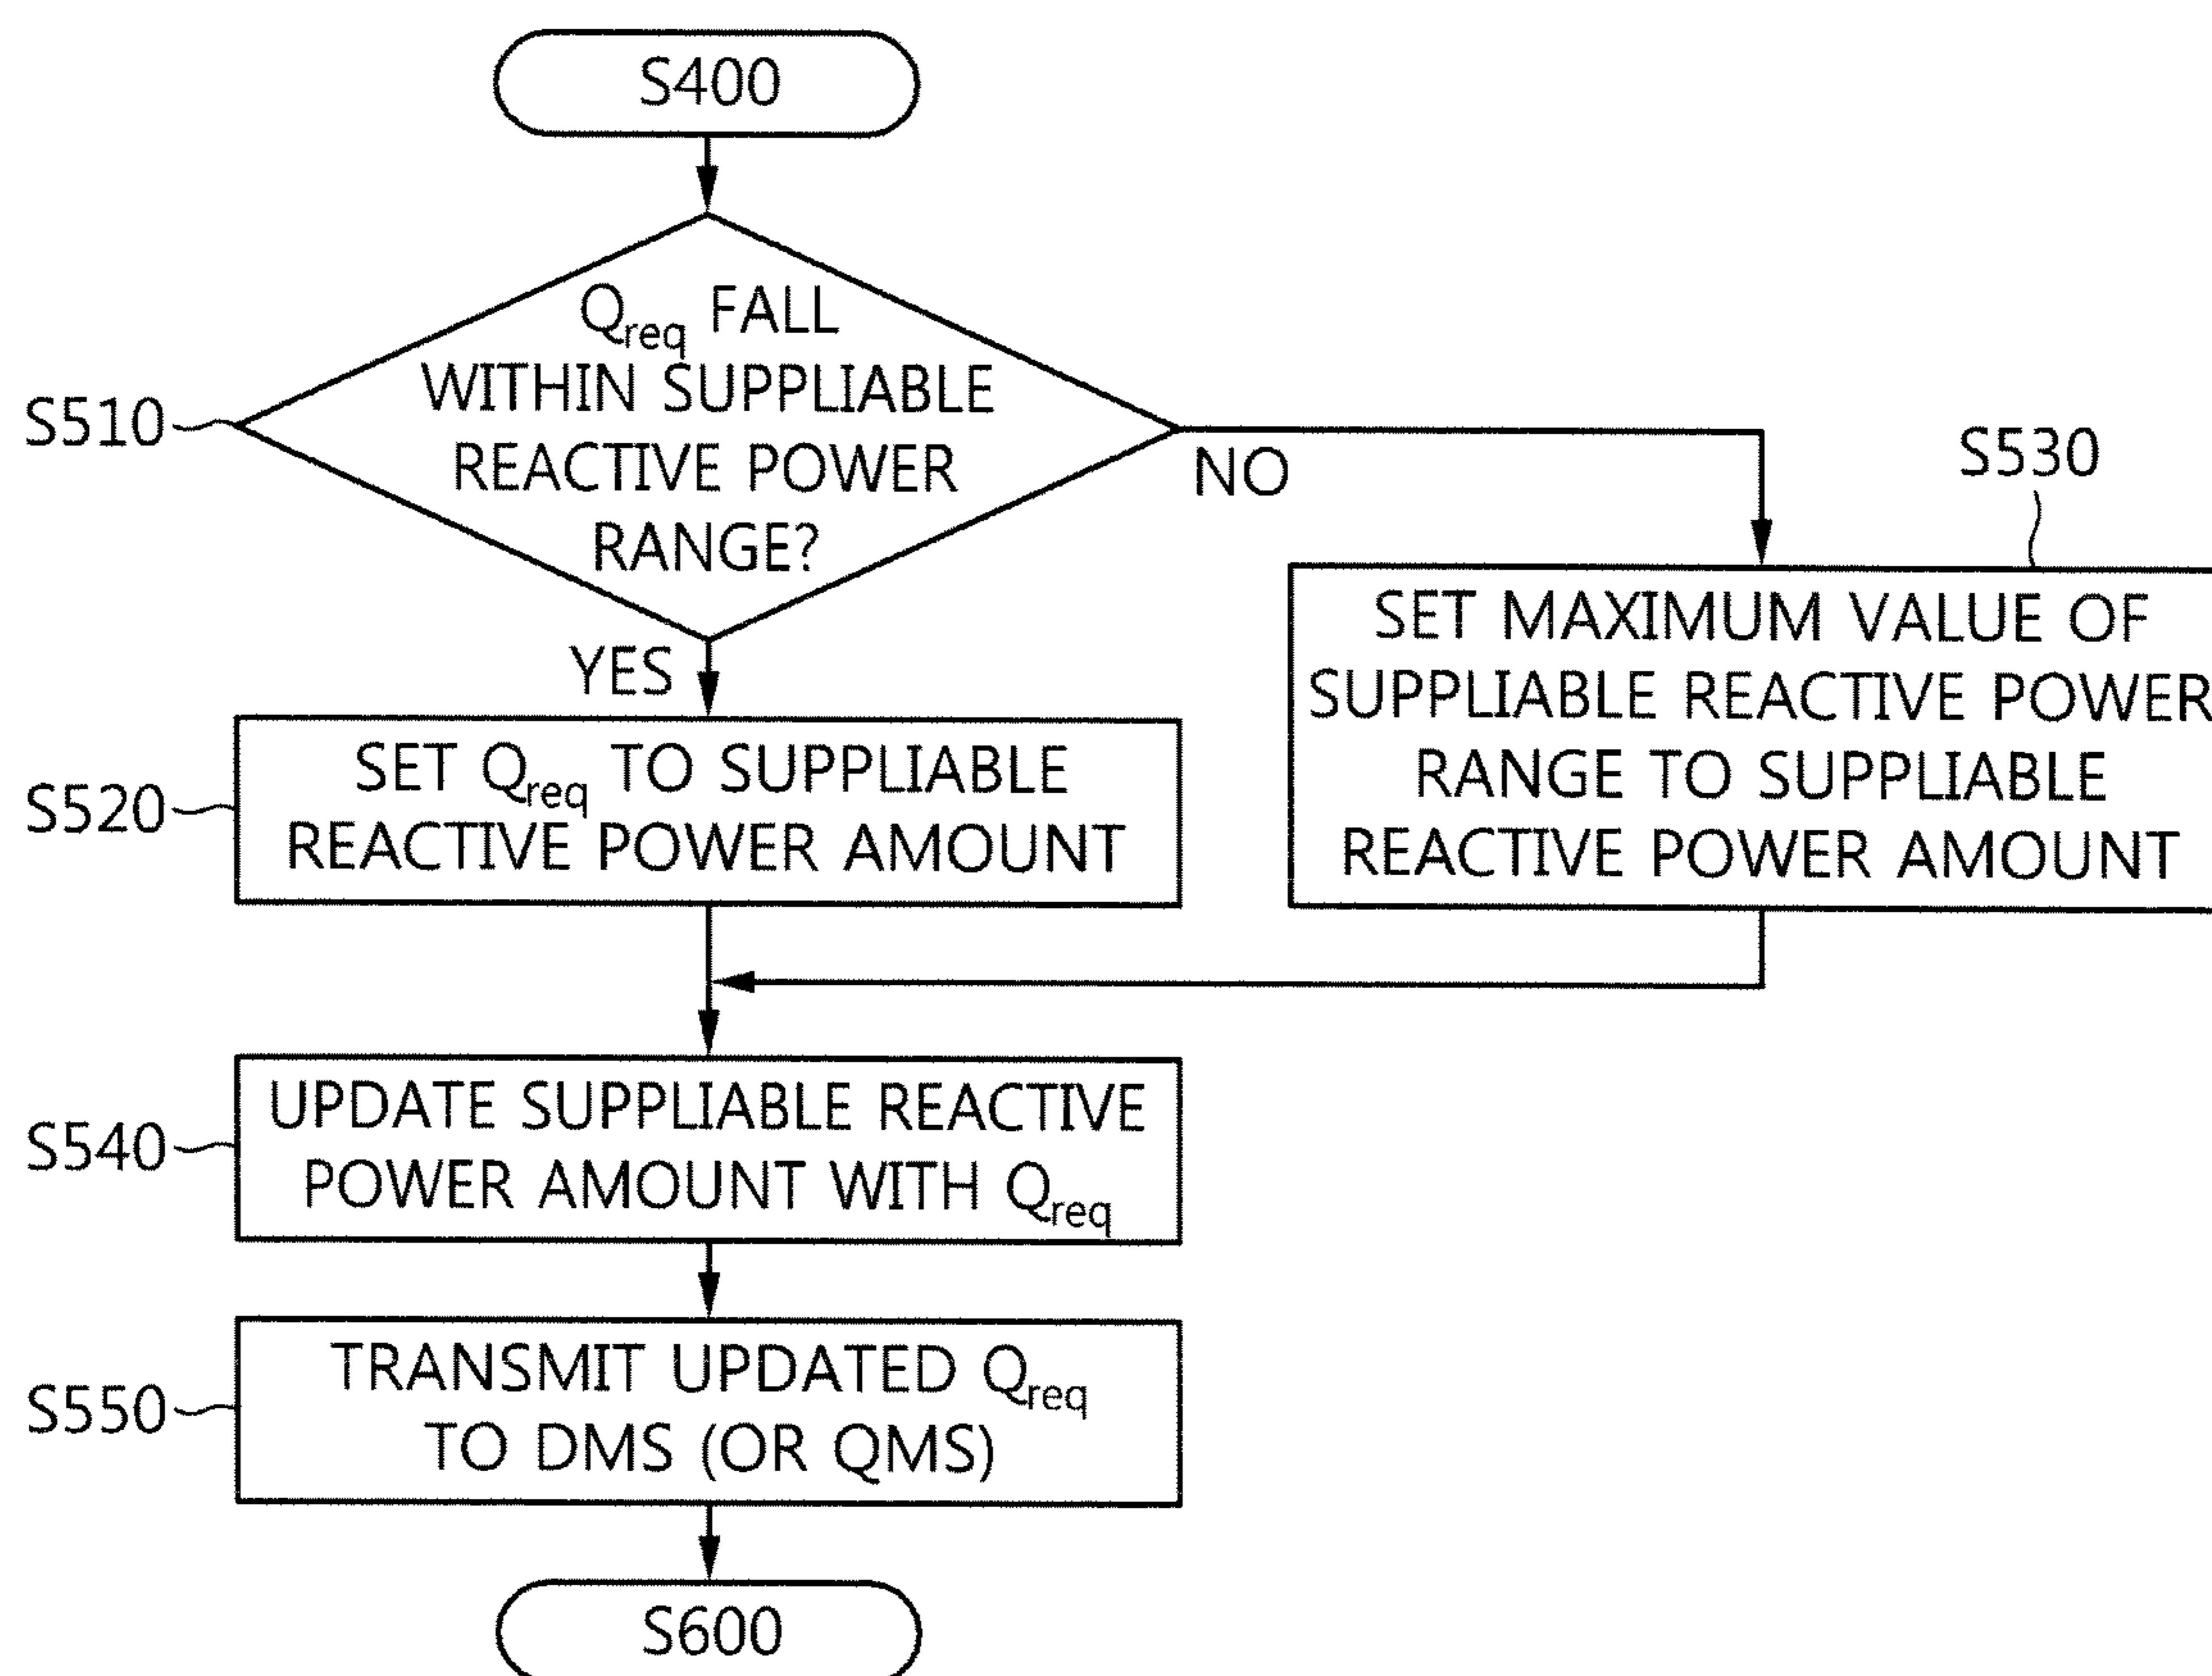 S400
Qreq FALL
WITHIN SUPPLIABLE
REACTIVE POWER
RANGE?
S510
NO
YES
S530
SET MAXIMUM VALUE OF
SUPPLIABLE REACTIVE POWER
RANGE TO SUPPLIABLE
REACTIVE POWER AMOUNT
S520
SET Qreq TO SUPPLIABLE
REACTIVE POWER AMOUNT
S540
UPDATE SUPPLIABLE REACTIVE
POWER AMOUNT WITH Qreq
S550
TRANSMIT UPDATED Qreq
TO DMS (OR QMS)
S600